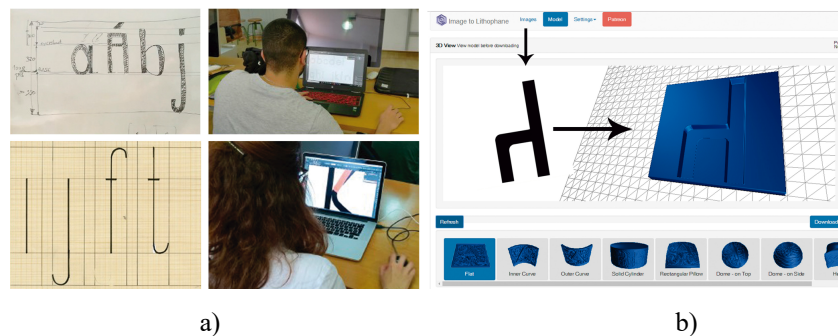 áñbj
l j f t
k
Image to Lithophane Images Model Settings Patreon
3D View View model before downloading
Refresh
Download
Flat
Inner Curve
Outer Curve
Solid Cylinder
Rectangular Pillow
Dome - on Top
Dome - on Side
a) b)